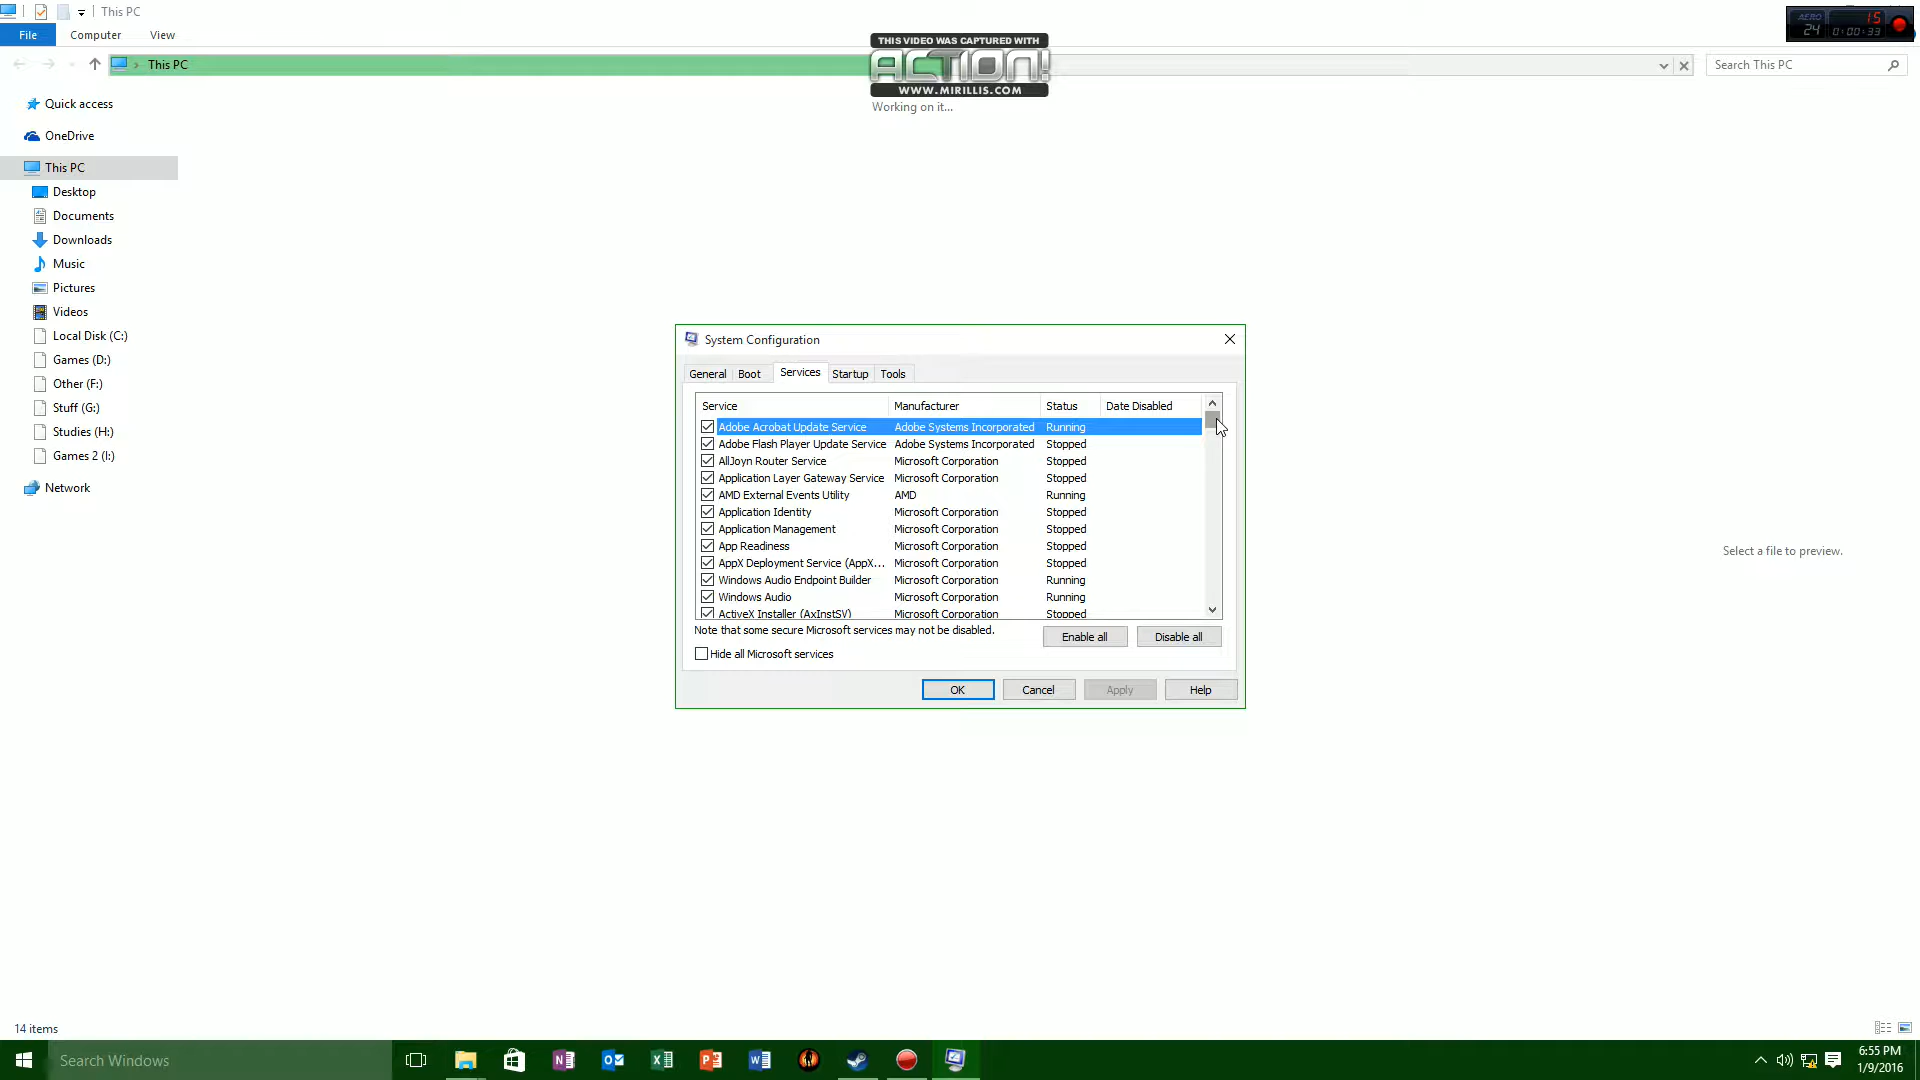 This PC
File Computer View
This PC
Search This PC
THIS VIDEO WAS CAPTURED WITH
ACTION!
WWW.MIRILLIS.COM
AERO 24 15 0:00:33
Working on it...
Quick access
OneDrive
This PC
Desktop
Documents
Downloads
Music
Pictures
Videos
Local Disk (C:)
Games (D:)
Other (F:)
Stuff (G:)
Studies (H:)
Games 2 (I:)
Network
Select a file to preview.
System Configuration
General Boot Services Startup Tools
Service Manufacturer Status Date Disabled
Adobe Acrobat Update Service Adobe Systems Incorporated Running
Adobe Flash Player Update Service Adobe Systems Incorporated Stopped
AllJoyn Router Service Microsoft Corporation Stopped
Application Layer Gateway Service Microsoft Corporation Stopped
AMD External Events Utility AMD Running
Application Identity Microsoft Corporation Stopped
Application Management Microsoft Corporation Stopped
App Readiness Microsoft Corporation Stopped
AppX Deployment Service (AppX... Microsoft Corporation Stopped
Windows Audio Endpoint Builder Microsoft Corporation Running
Windows Audio Microsoft Corporation Running
ActiveX Installer (AxInstSV) Microsoft Corporation Stopped
Note that some secure Microsoft services may not be disabled.
Enable all Disable all
Hide all Microsoft services
OK Cancel Apply Help
14 items
Search Windows
6:55 PM
1/9/2016